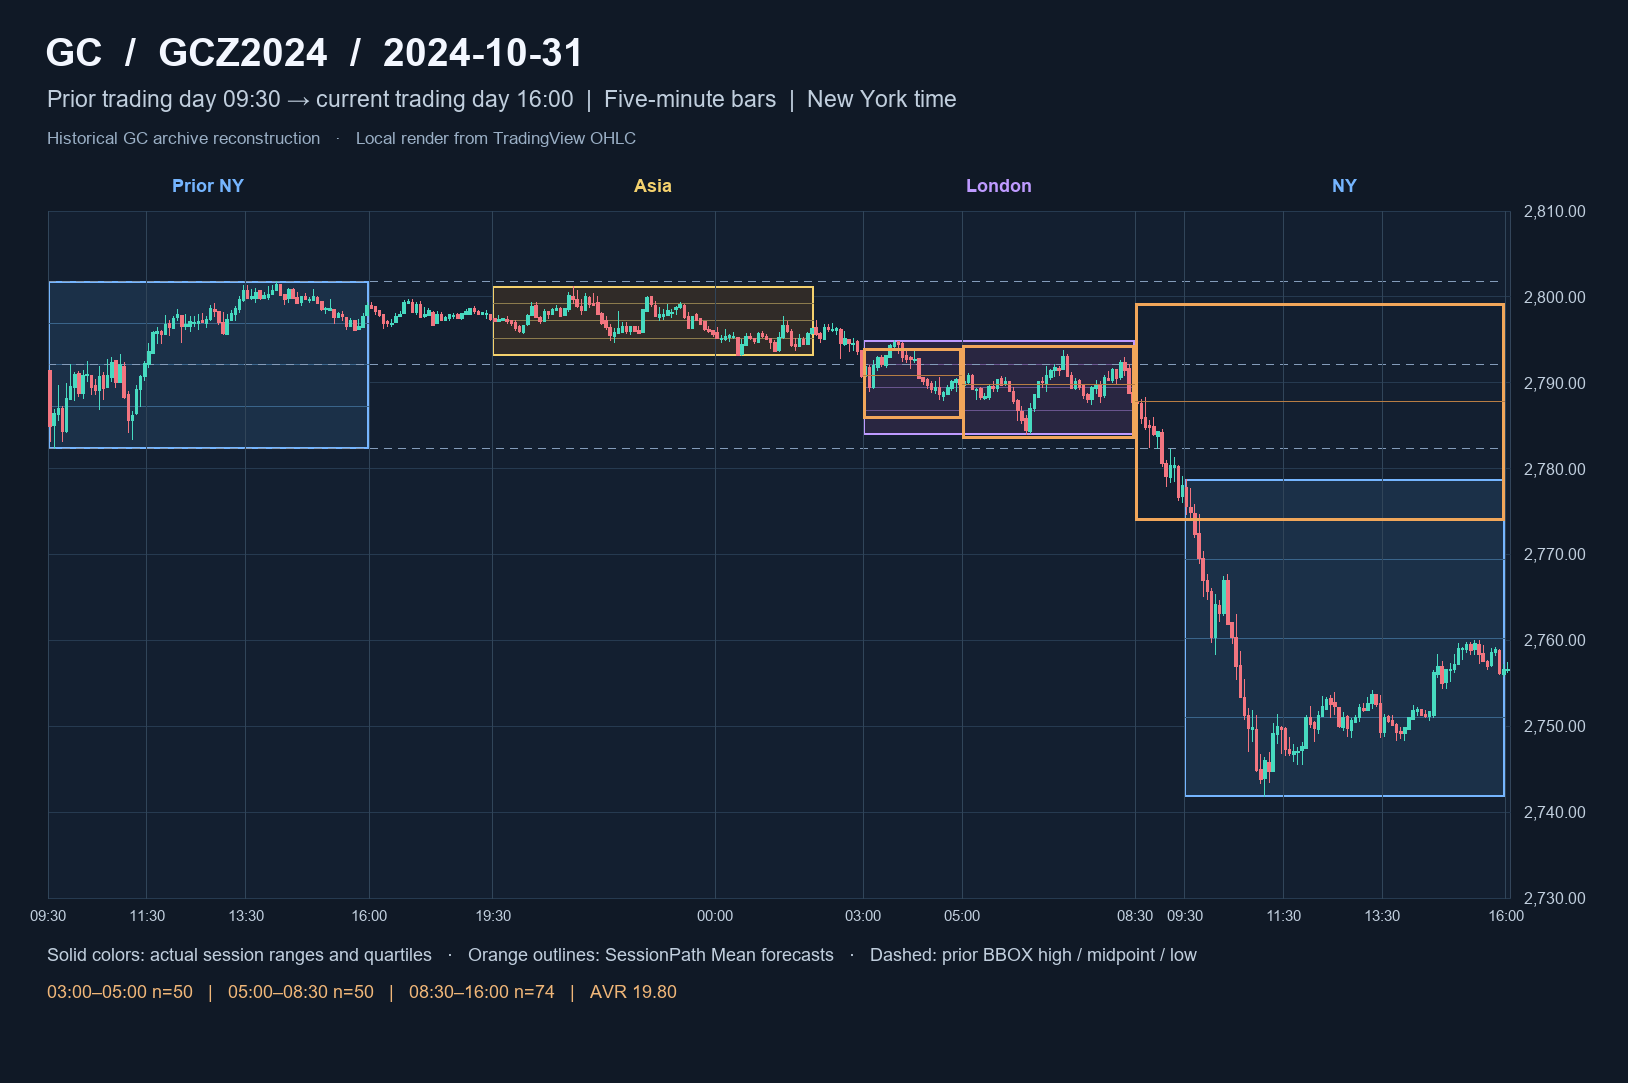 GC / GCZ2024 / 2024-10-31
Prior trading day 09:30 → current trading day 16:00 | Five-minute bars | New York time
Historical GC archive reconstruction · Local render from TradingView OHLC
Prior NY Asia London NY
2,810.00
2,800.00
2,790.00
2,780.00
2,770.00
2,760.00
2,750.00
2,740.00
2,730.00
09:30 11:30 13:30 16:00 19:30 00:00 03:00 05:00 08:30 09:30 11:30 13:30 16:00
Solid colors: actual session ranges and quartiles · Orange outlines: SessionPath Mean forecasts · Dashed: prior BBOX high / midpoint / low
03:00–05:00 n=50 | 05:00–08:30 n=50 | 08:30–16:00 n=74 | AVR 19.80